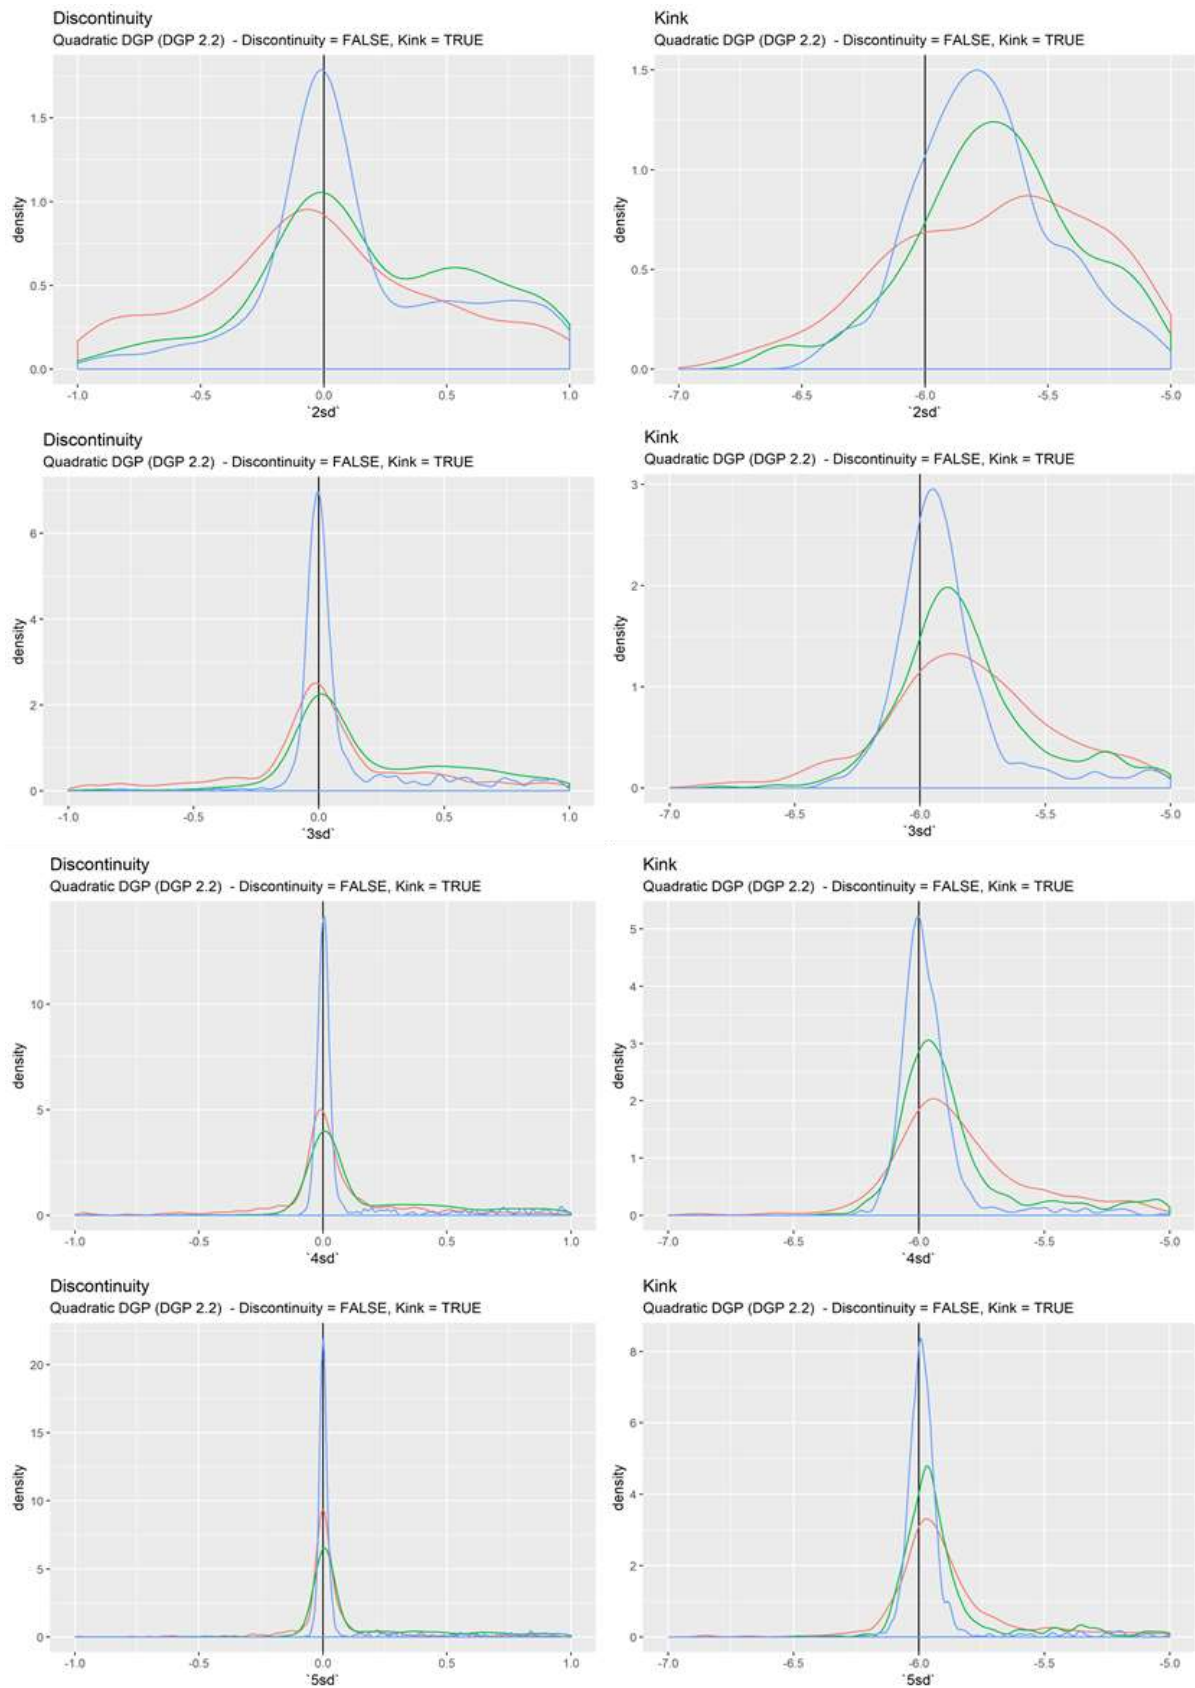 Discontinuity
Quadratic DGP (DGP 2.2) - Discontinuity = FALSE, Kink = TRUE
1.5
1.0
0.5
0.0
density
-1.0 -0.5 0.0 0.5 1.0
`2sd`
Kink
Quadratic DGP (DGP 2.2) - Discontinuity = FALSE, Kink = TRUE
1.5
1.0
0.5
0.0
density
-7.0 -6.5 -6.0 -5.5 -5.0
`2sd`
Discontinuity
Quadratic DGP (DGP 2.2) - Discontinuity = FALSE, Kink = TRUE
6
4
2
0
density
-1.0 -0.5 0.0 0.5 1.0
`3sd`
Kink
Quadratic DGP (DGP 2.2) - Discontinuity = FALSE, Kink = TRUE
3
2
1
0
density
-7.0 -6.5 -6.0 -5.5 -5.0
`3sd`
Discontinuity
Quadratic DGP (DGP 2.2) - Discontinuity = FALSE, Kink = TRUE
10
5
0
density
-1.0 -0.5 0.0 0.5 1.0
`4sd`
Kink
Quadratic DGP (DGP 2.2) - Discontinuity = FALSE, Kink = TRUE
5
4
3
2
1
0
density
-7.0 -6.5 -6.0 -5.5 -5.0
`4sd`
Discontinuity
Quadratic DGP (DGP 2.2) - Discontinuity = FALSE, Kink = TRUE
20
15
10
5
0
density
-1.0 -0.5 0.0 0.5 1.0
`5sd`
Kink
Quadratic DGP (DGP 2.2) - Discontinuity = FALSE, Kink = TRUE
8
6
4
2
0
density
-7.0 -6.5 -6.0 -5.5 -5.0
`5sd`